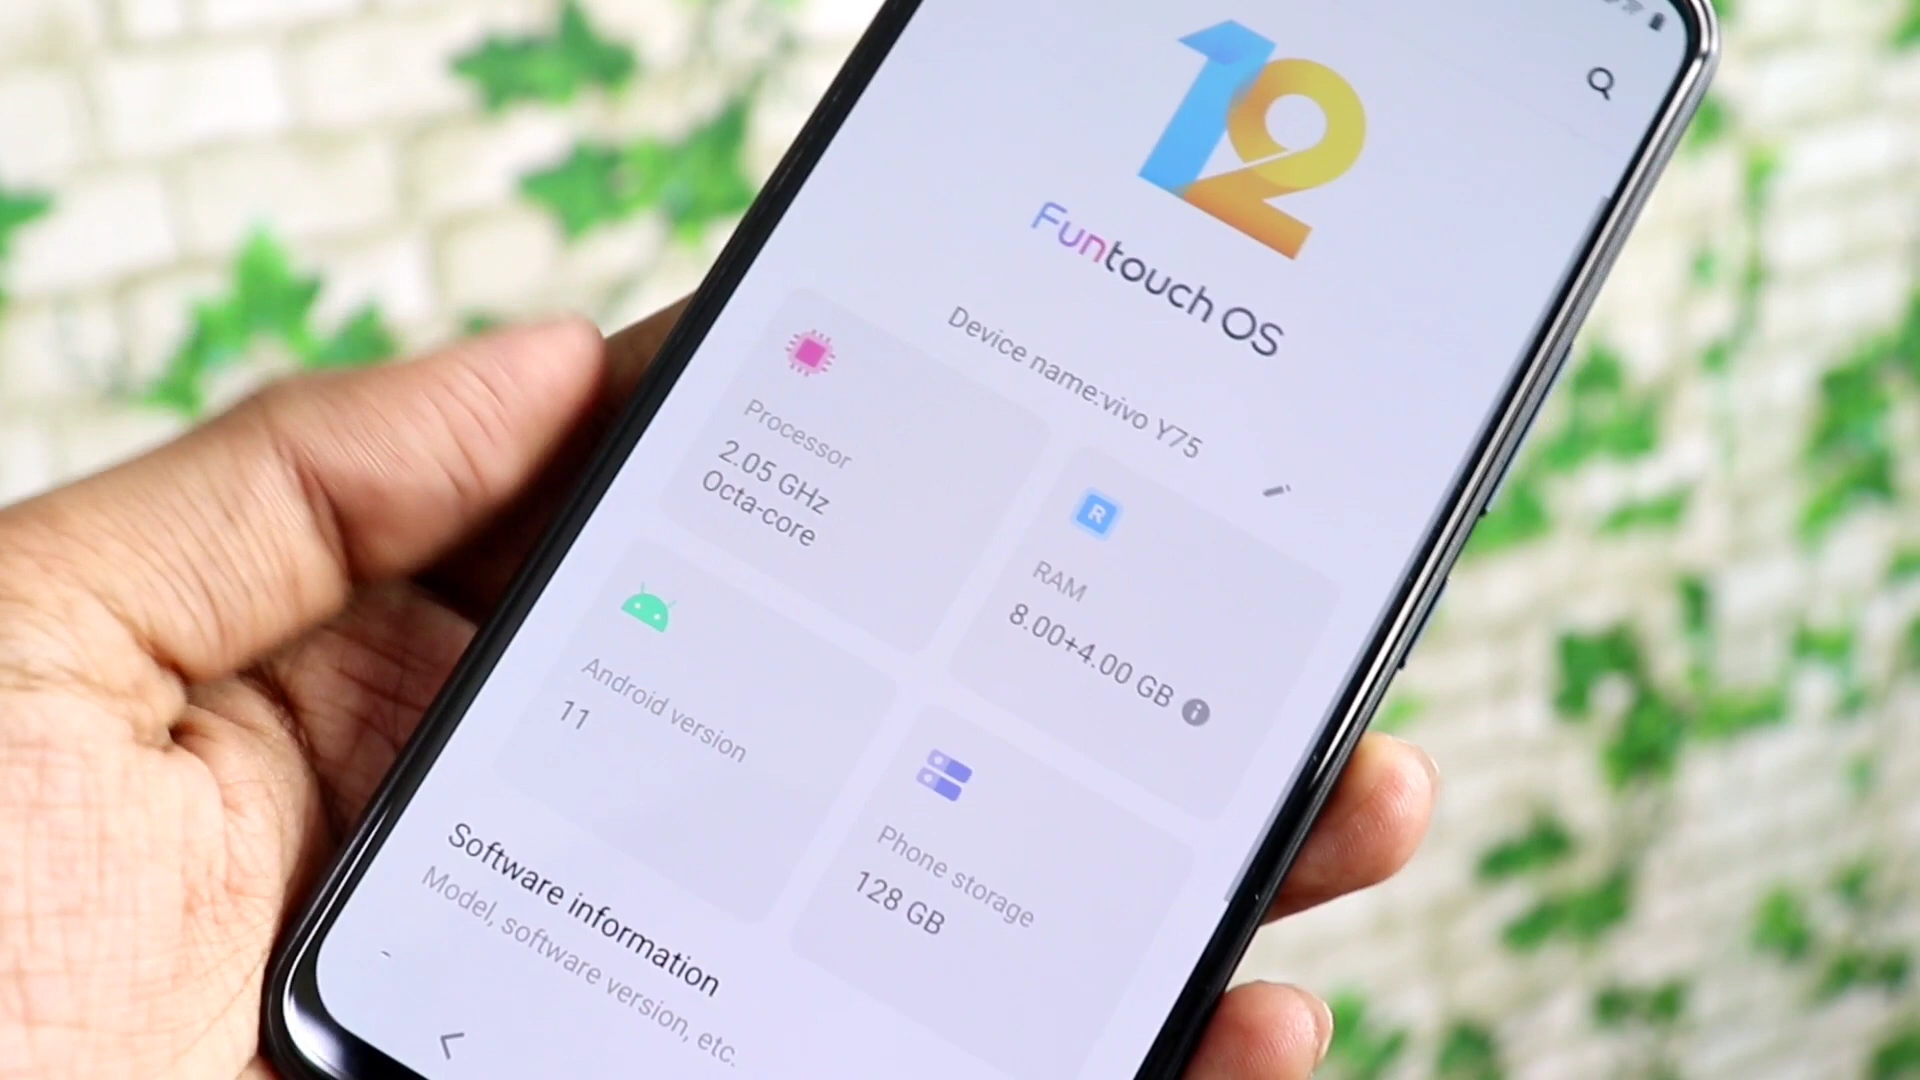 12
Funtouch OS
Device name:vivo Y75
Processor
2.05 GHz
Octa-core
R
RAM
8.00+4.00 GB
Android version
11
Phone storage
128 GB
Software information
Model, software version, etc.